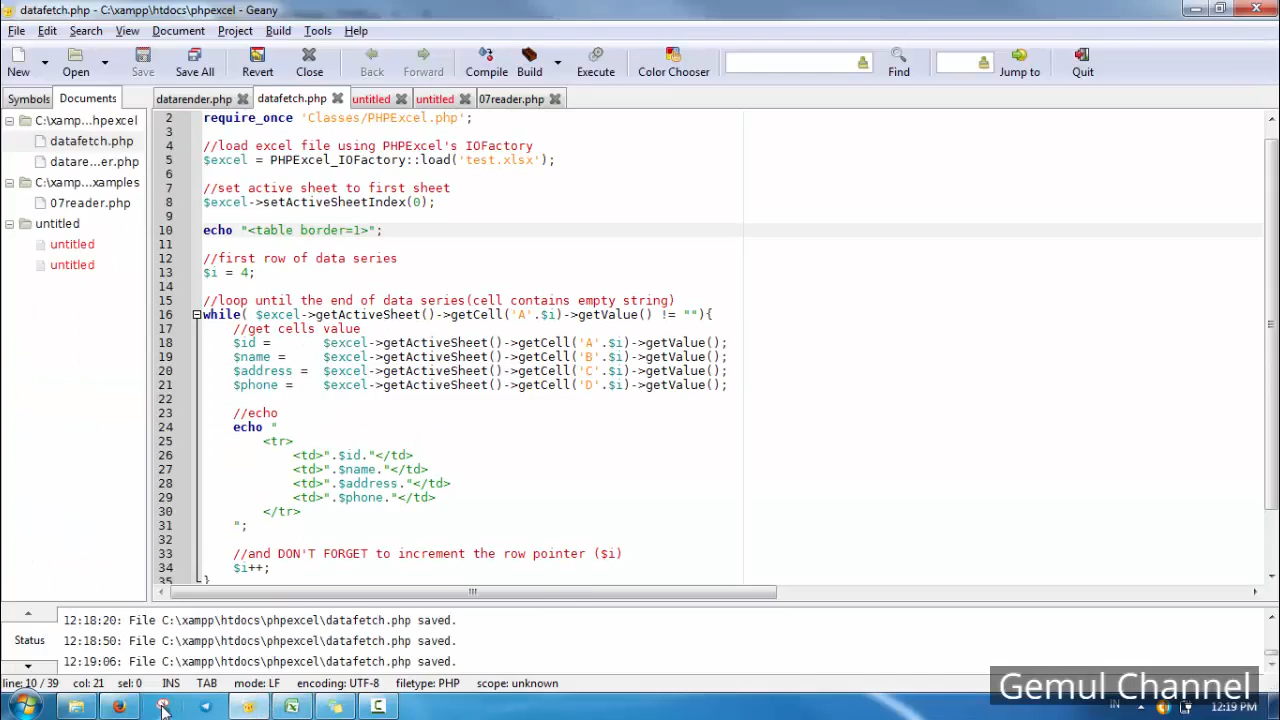 datafetch.php - C:\xampp\htdocs\phpexcel - Geany
File Edit Search View Document Project Build Tools Help
New Open Save Save All Revert Close Back Forward Compile Build Execute Color Chooser Find Jump to Quit
Symbols Documents datarender.php datafetch.php untitled untitled 07reader.php
C:\xamp...hpexcel
datafetch.php
datare...er.php
C:\xamp...xamples
07reader.php
untitled
untitled
untitled
2 require_once 'Classes/PHPExcel.php';
3
4 //load excel file using PHPExcel's IOFactory
5 $excel = PHPExcel_IOFactory::load('test.xlsx');
6
7 //set active sheet to first sheet
8 $excel->setActiveSheetIndex(0);
9
10 echo "<table border=1>";
11
12 //first row of data series
13 $i = 4;
14
15 //loop until the end of data series(cell contains empty string)
16 while( $excel->getActiveSheet()->getCell('A'.$i)->getValue() != ""){
17 //get cells value
18 $id = $excel->getActiveSheet()->getCell('A'.$i)->getValue();
19 $name = $excel->getActiveSheet()->getCell('B'.$i)->getValue();
20 $address = $excel->getActiveSheet()->getCell('C'.$i)->getValue();
21 $phone = $excel->getActiveSheet()->getCell('D'.$i)->getValue();
22
23 //echo
24 echo "
25 <tr>
26 <td>".$id."</td>
27 <td>".$name."</td>
28 <td>".$address."</td>
29 <td>".$phone."</td>
30 </tr>
31 ";
32
33 //and DON'T FORGET to increment the row pointer ($i)
34 $i++;
35 }
Status
12:18:20: File C:\xampp\htdocs\phpexcel\datafetch.php saved.
12:18:50: File C:\xampp\htdocs\phpexcel\datafetch.php saved.
12:19:06: File C:\xampp\htdocs\phpexcel\datafetch.php saved.
line: 10 / 39 col: 21 sel: 0 INS TAB mode: LF encoding: UTF-8 filetype: PHP scope: unknown
Gemul Channel
IN 12:19 PM